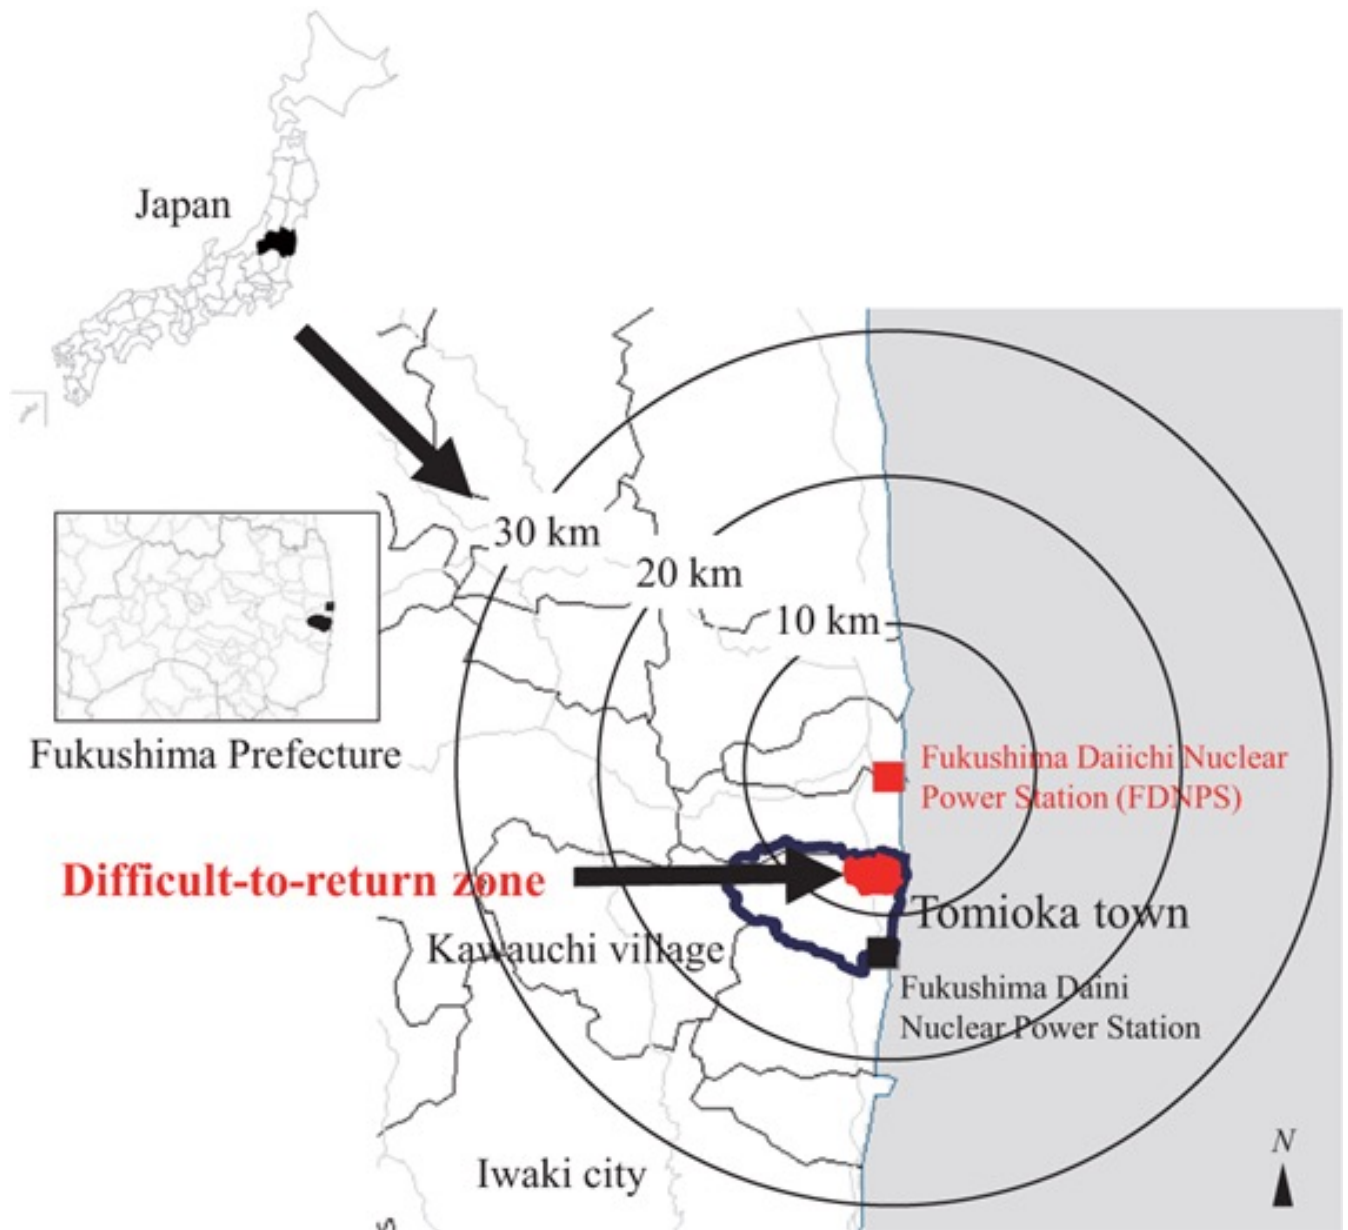 Japan
30 km
20 km
10 km
Fukushima Prefecture
Fukushima Daiichi Nuclear
Power Station (FDNPS)
Difficult-to-return zone
Tomioka town
Kawauchi village
Fukushima Daini
Nuclear Power Station
Iwaki city
N